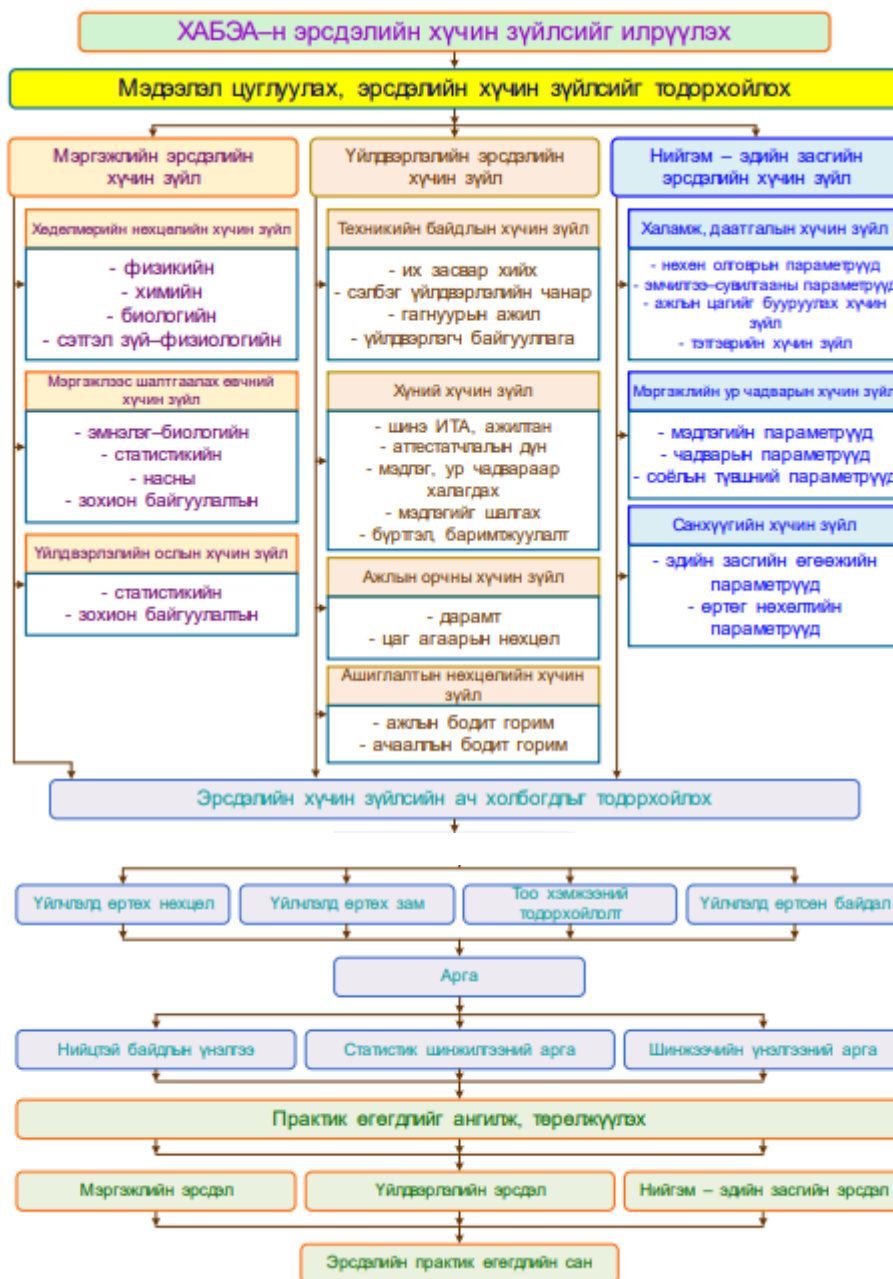 ХАБЭА–н эрсдэлийн хүчин зүйлсийг илрүүлэх
Мэдээлэл цуглуулах, эрсдэлийн хүчин зүйлсийг тодорхойлох
Мэргэжлийн эрсдэлийн
хүчин зүйл
Хөдөлмөрийн нөхцөлийн хүчин зүйл
- физикийн
- химийн
- биологийн
- сэтгэл зүй–физиологийн
Мэргэжлээс шалтгаалах өвчний
хүчин зүйл
- эмнэлэг–биологийн
- статистикийн
- насны
- зохион байгуулалтын
Үйлдвэрлэлийн ослын хүчин зүйл
- статистикийн
- зохион байгуулалтын
Үйлдвэрлэлийн эрсдэлийн
хүчин зүйл
Техникийн байдлын хүчин зүйл
- их засвар хийх
- сэлбэг үйлдвэрлэлийн чанар
- гагнуурын ажил
- үйлдвэрлэгч байгууллага
Хүний хүчин зүйл
- шинэ ИТА, ажилтан
- аттестатчлалын дүн
- мэдлэг, ур чадвараар
халагдах
- мэдлэгийг шалгах
- бүртгэл, баримтжуулалт
Ажлын орчны хүчин зүйл
- дарамт
- цаг агаарын нөхцөл
Ашиглалтын нөхцөлийн хүчин
зүйл
- ажлын бодит горим
- ачааллын бодит горим
Нийгэм – эдийн засгийн
эрсдэлийн хүчин зүйл
Халамж, даатгалын хүчин зүйл
- нөхөн олговрын параметрүүд
- эмчилгээ–сувилгааны параметрүүд
- ажлын цагийг бууруулах хүчин
зүйл
- тэтгэврийн хүчин зүйл
Мэргэжлийн ур чадварын хүчин зүйл
- мэдлэгийн параметрүүд
- чадварын параметрүүд
- соёлын түвшний параметрүүд
Санхүүгийн хүчин зүйл
- эдийн засгийн өгөөжийн
параметрүүд
- өртөг нөхөлтийн
параметрүүд
Эрсдэлийн хүчин зүйлсийн ач холбогдлыг тодорхойлох
Үйлчлэлд өртөх нөхцөл
Үйлчлэлд өртөх зам
Тоо хэмжээний
тодорхойлолт
Үйлчлэлд өртсөн байдал
Арга
Нийцтэй байдлын үнэлгээ
Статистик шинжилгээний арга
Шинжээчийн үнэлгээний арга
Практик өгөгдлийг ангилж, төрөлжүүлэх
Мэргэжлийн эрсдэл
Үйлдвэрлэлийн эрсдэл
Нийгэм – эдийн засгийн эрсдэл
Эрсдэлийн практик өгөгдлийн сан